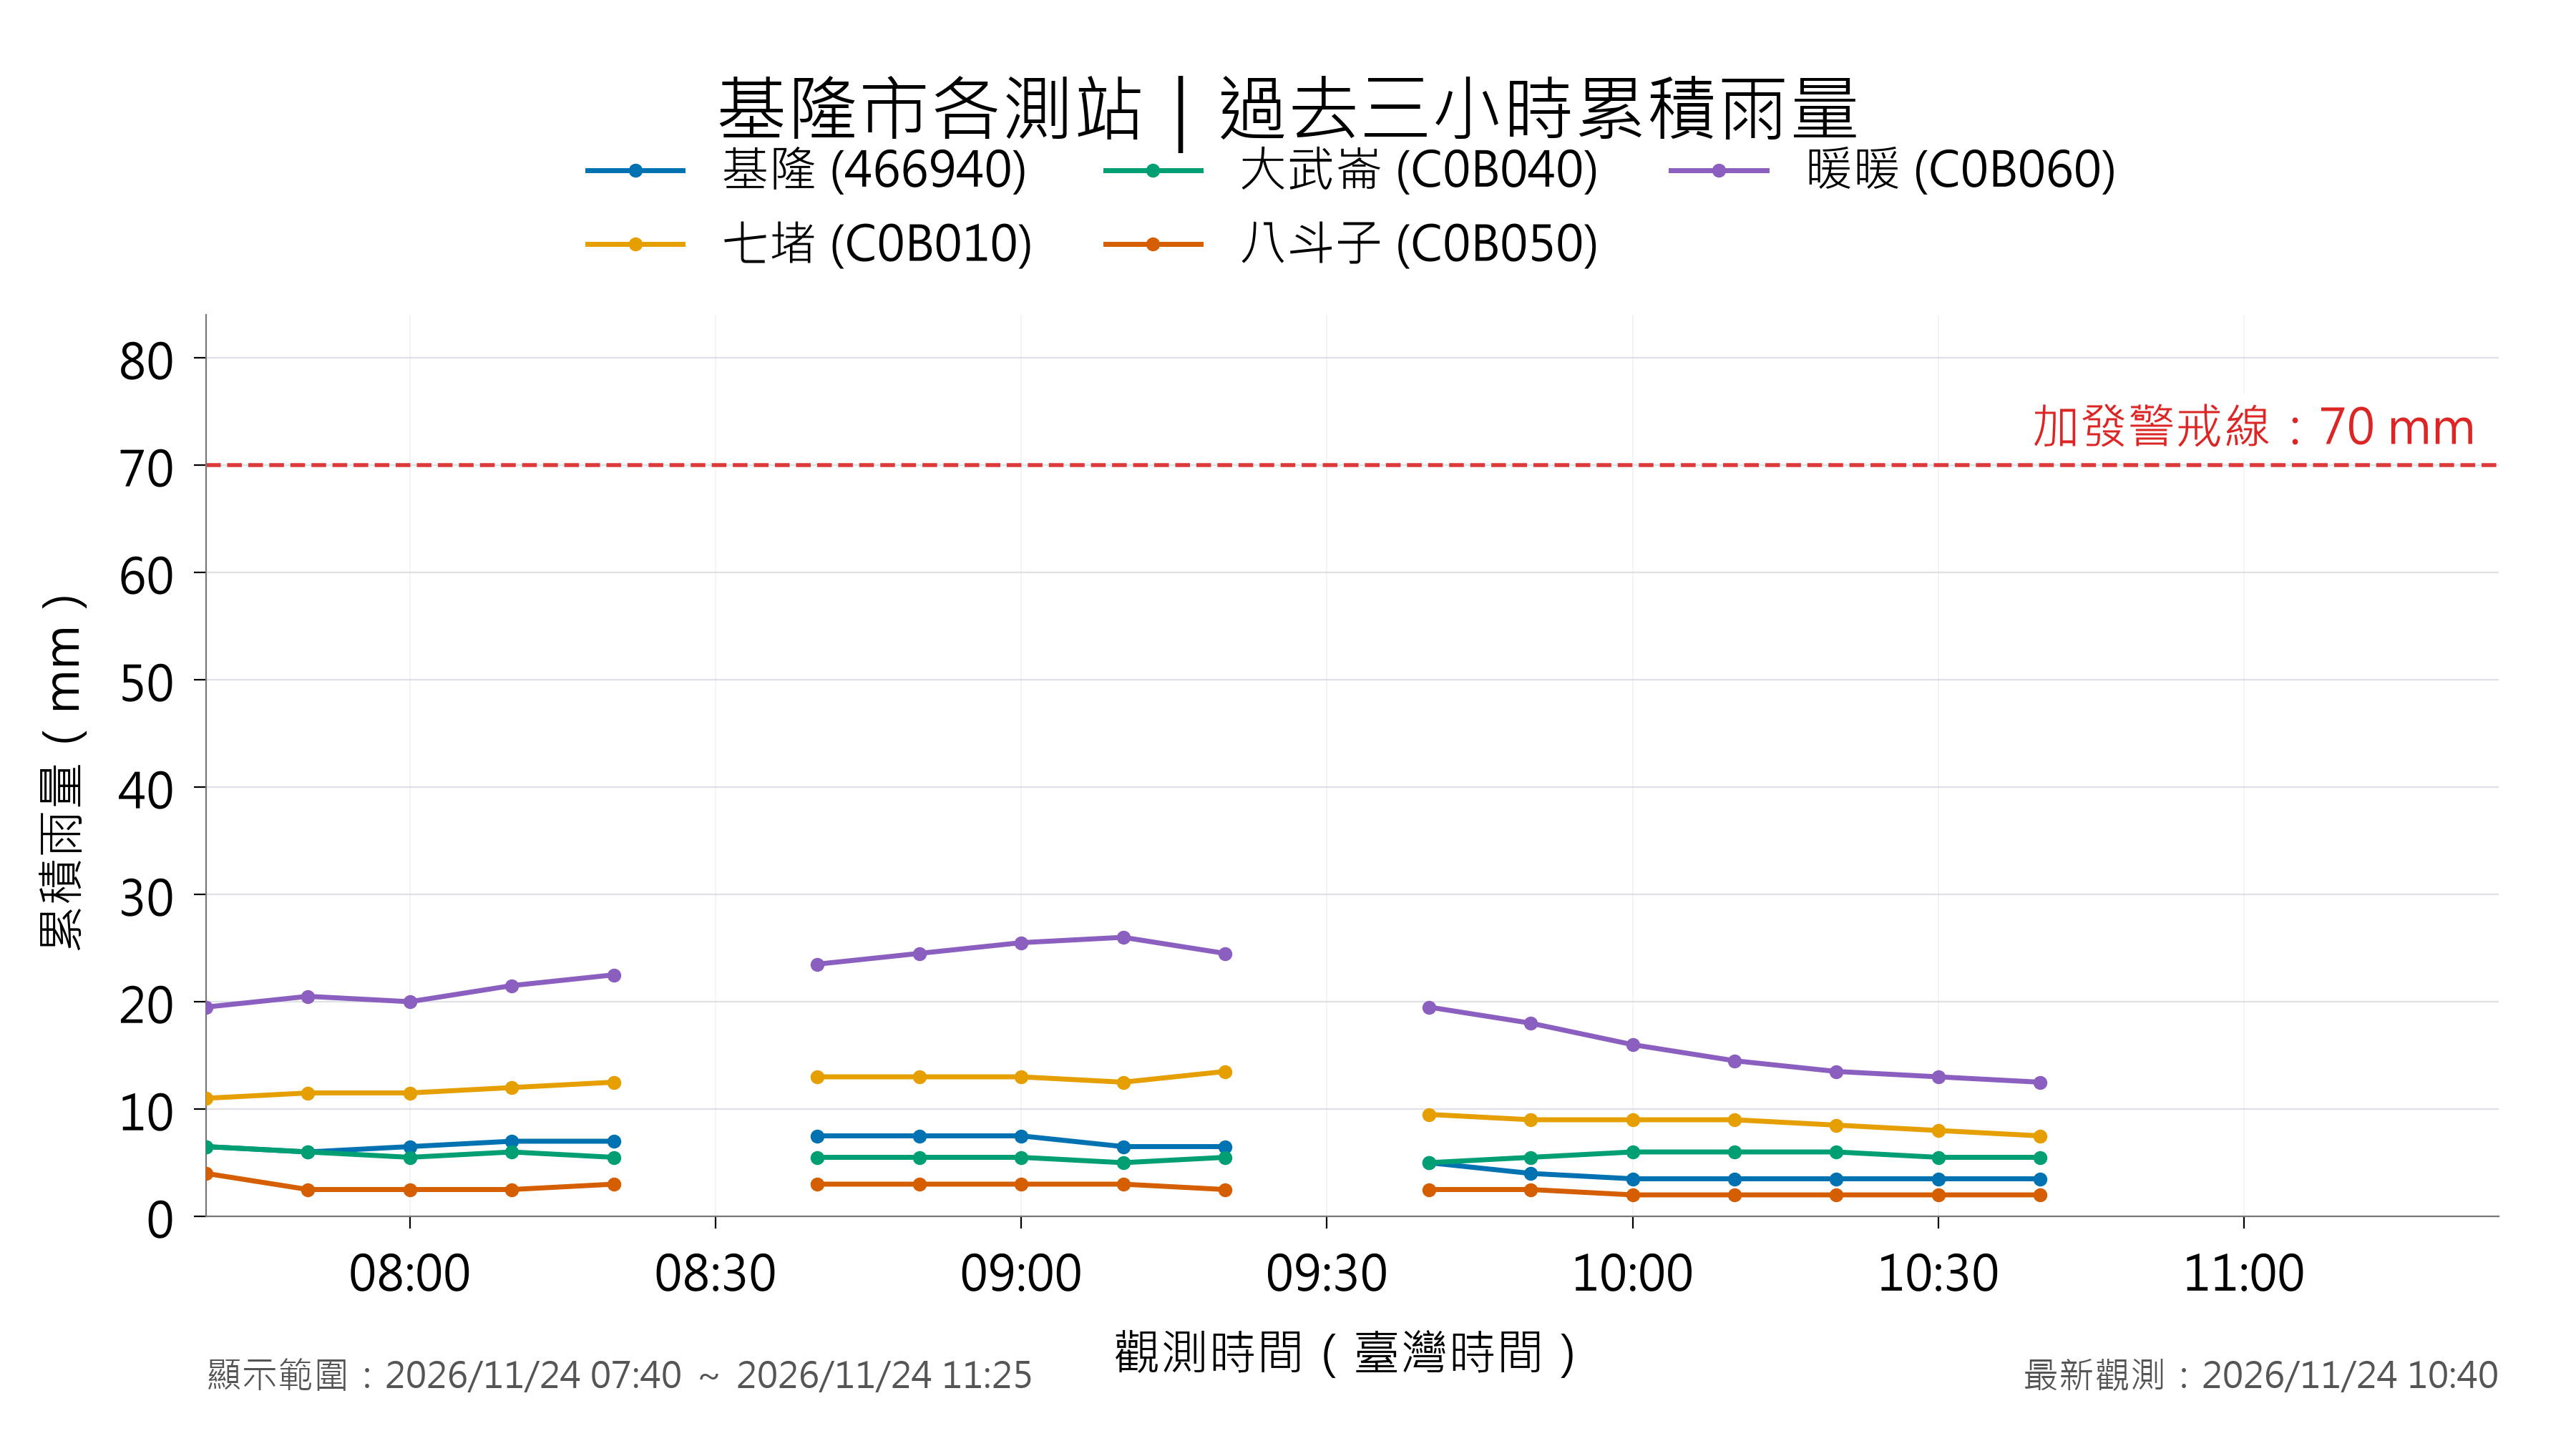 基隆市各測站｜過去三小時累積雨量
基隆 (466940)
七堵 (C0B010)
大武崙 (C0B040)
八斗子 (C0B050)
暖暖 (C0B060)
累積雨量（mm）
80
70
60
50
40
30
20
10
0
加發警戒線：70 mm
08:00
08:30
09:00
09:30
10:00
10:30
11:00
觀測時間（臺灣時間）
顯示範圍：2026/11/24 07:40 ～ 2026/11/24 11:25
最新觀測：2026/11/24 10:40